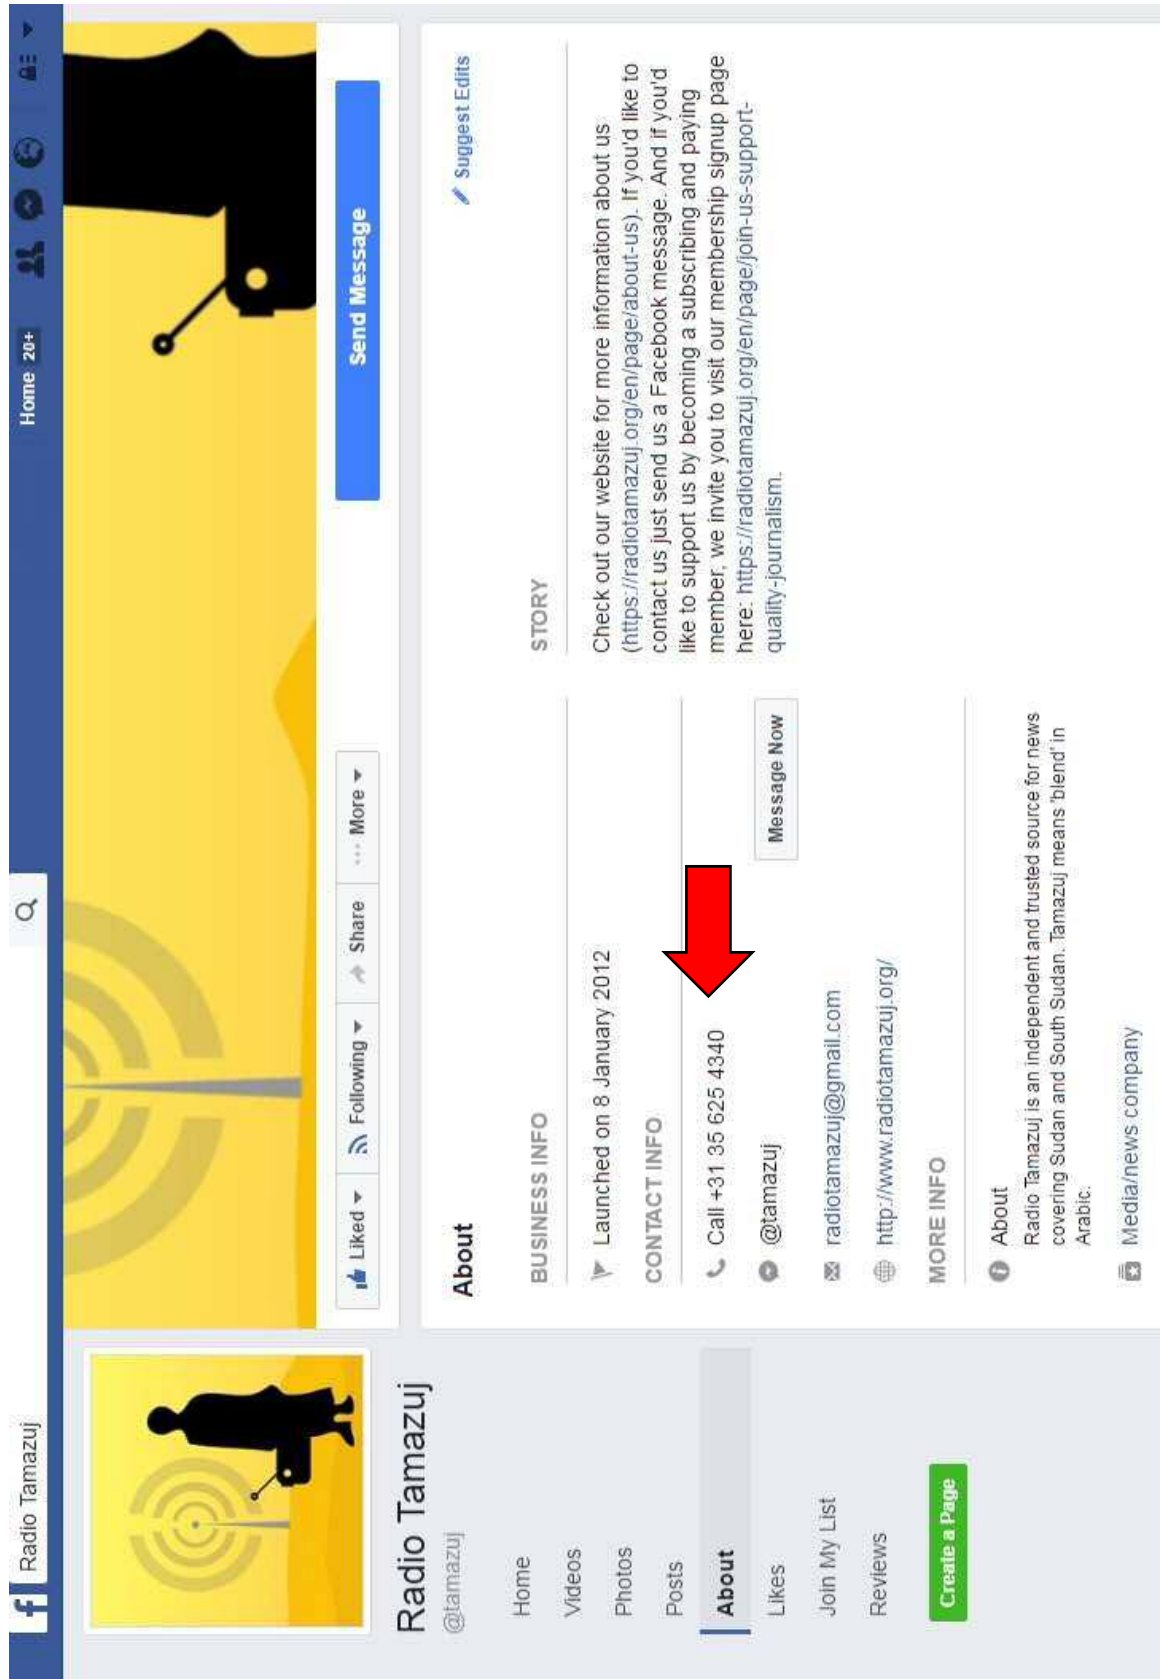 f
Radio Tamazuj
Home 20+
Radio Tamazuj
@tamazuj
Home
Videos
Photos
Posts
About
Likes
Join My List
Reviews
Create a Page
Liked
Following
Share
··· More
Send Message
About
Suggest Edits
BUSINESS INFO
Launched on 8 January 2012
CONTACT INFO
Call +31 35 625 4340
@tamazuj
Message Now
radiotamazuj@gmail.com
http://www.radiotamazuj.org/
MORE INFO
About
Radio Tamazuj is an independent and trusted source for news
covering Sudan and South Sudan. Tamazuj means 'blend' in
Arabic.
Media/news company
STORY
Check out our website for more information about us
(https://radiotamazuj.org/en/page/about-us). If you'd like to
contact us just send us a Facebook message. And if you'd
like to support us by becoming a subscribing and paying
member, we invite you to visit our membership signup page
here: https://radiotamazuj.org/en/page/join-us-support-
quality-journalism.